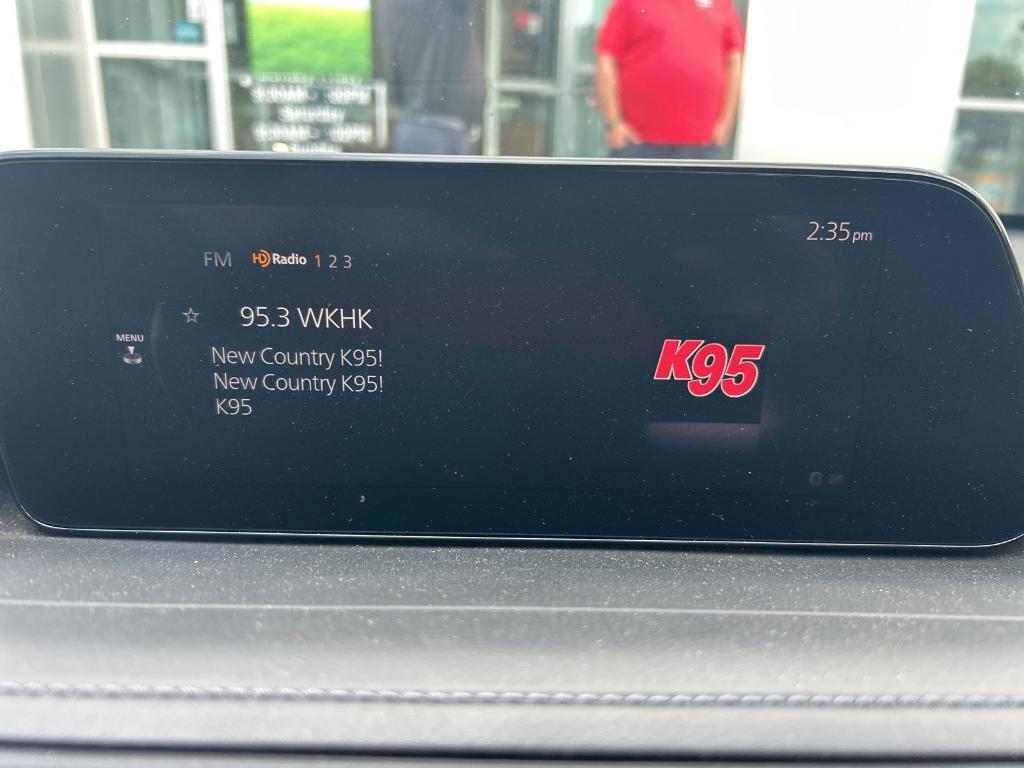 Saturday
2:35pm
FM HD Radio 1 2 3
95.3 WKHK
MENU
New Country K95!
New Country K95!
K95
K95